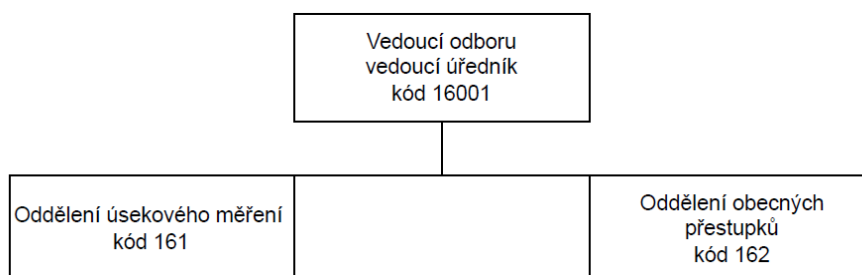 Vedoucí odboru
vedoucí úředník
kód 16001
Oddělení úsekového měření
kód 161
Oddělení obecných
přestupků
kód 162